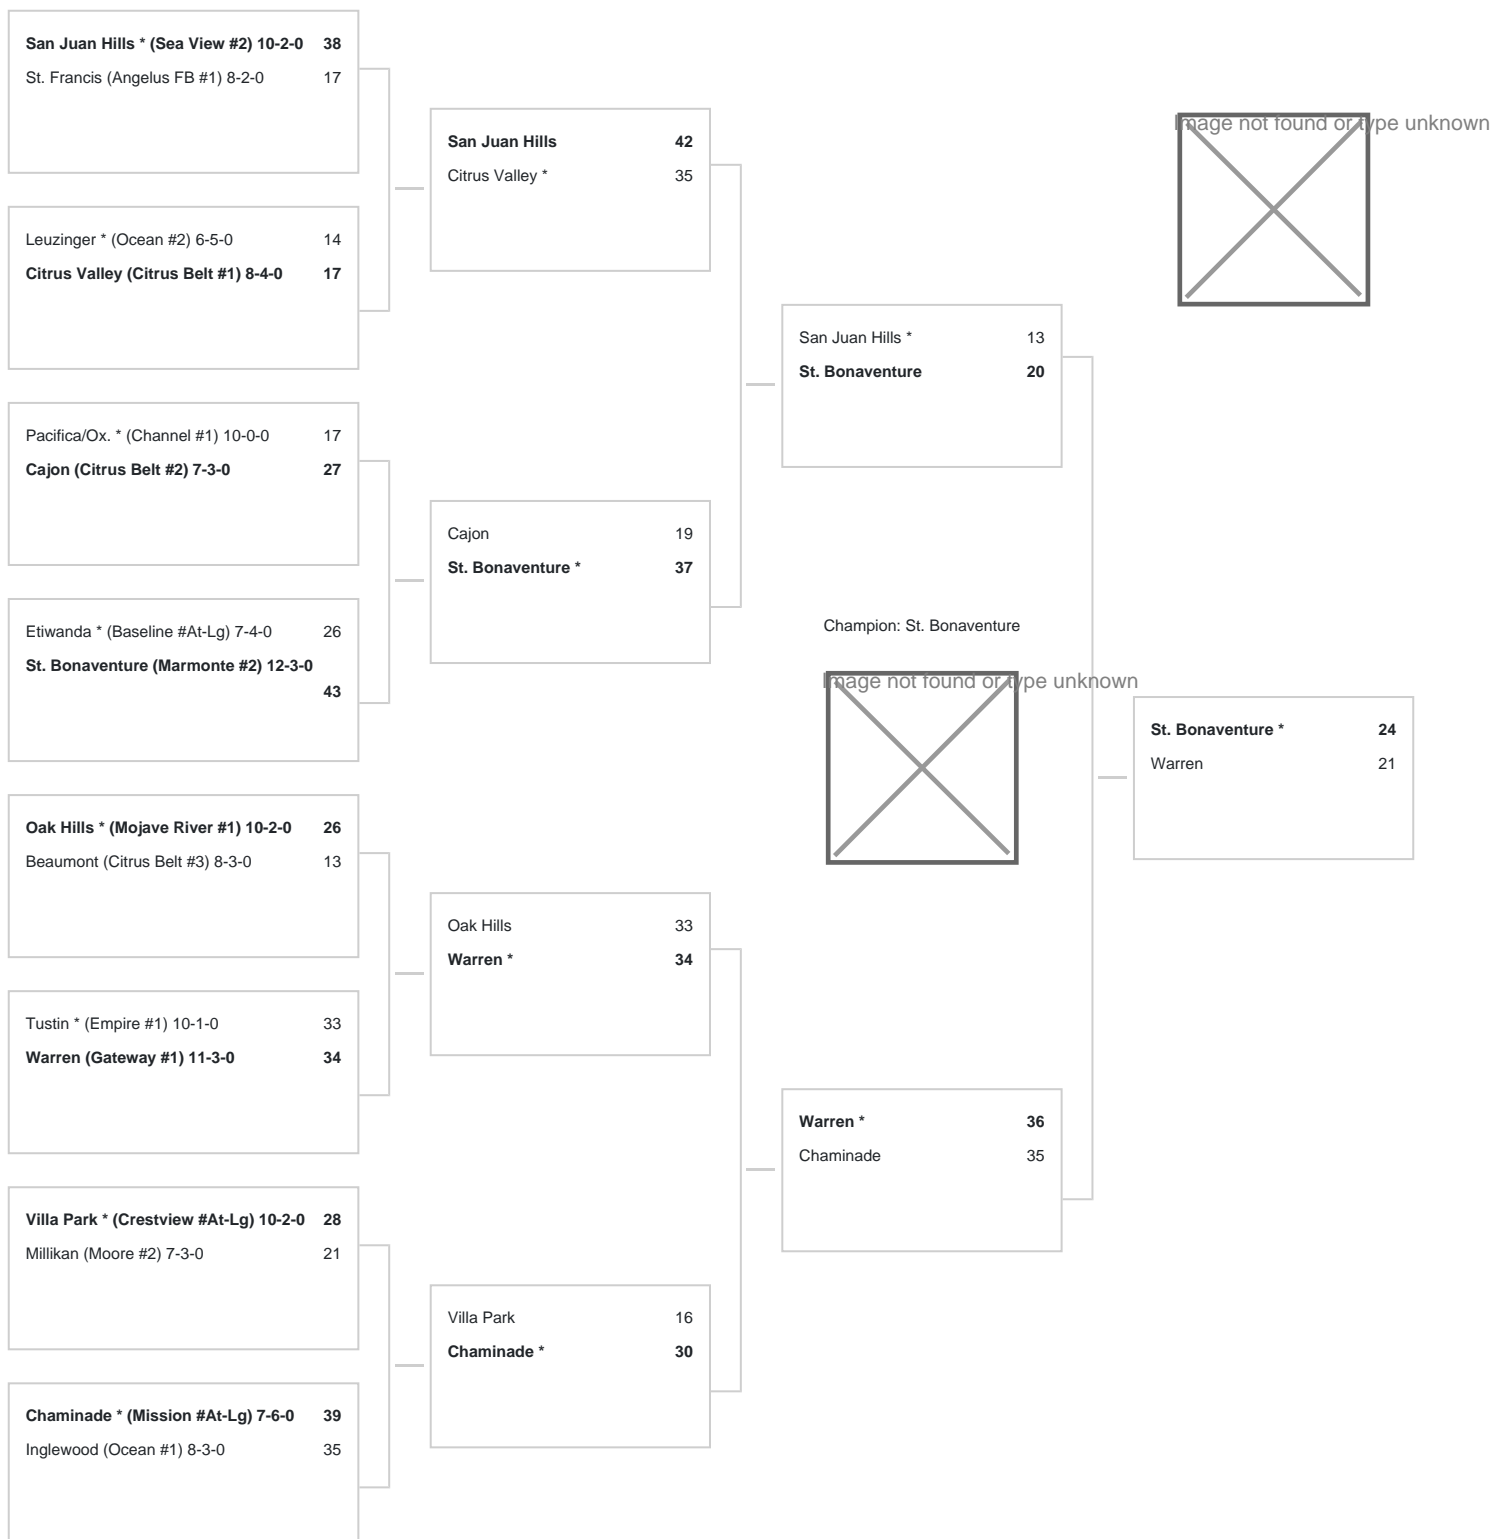 San Juan Hills * (Sea View #2) 10-2-0 38
St. Francis (Angelus FB #1) 8-2-0 17
Leuzinger * (Ocean #2) 6-5-0 14
Citrus Valley (Citrus Belt #1) 8-4-0 17
Pacifica/Ox. * (Channel #1) 10-0-0 17
Cajon (Citrus Belt #2) 7-3-0 27
Etiwanda * (Baseline #At-Lg) 7-4-0 26
St. Bonaventure (Marmonte #2) 12-3-0
43
Oak Hills * (Mojave River #1) 10-2-0 26
Beaumont (Citrus Belt #3) 8-3-0 13
Tustin * (Empire #1) 10-1-0 33
Warren (Gateway #1) 11-3-0 34
Villa Park * (Crestview #At-Lg) 10-2-0 28
Millikan (Moore #2) 7-3-0 21
Chaminade * (Mission #At-Lg) 7-6-0 39
Inglewood (Ocean #1) 8-3-0 35
San Juan Hills 42
Citrus Valley * 35
Cajon 19
St. Bonaventure * 37
Oak Hills 33
Warren * 34
Villa Park 16
Chaminade * 30
San Juan Hills * 13
St. Bonaventure 20
Warren * 36
Chaminade 35
Champion: St. Bonaventure
Image not found or type unknown
St. Bonaventure * 24
Warren 21
Image not found or type unknown